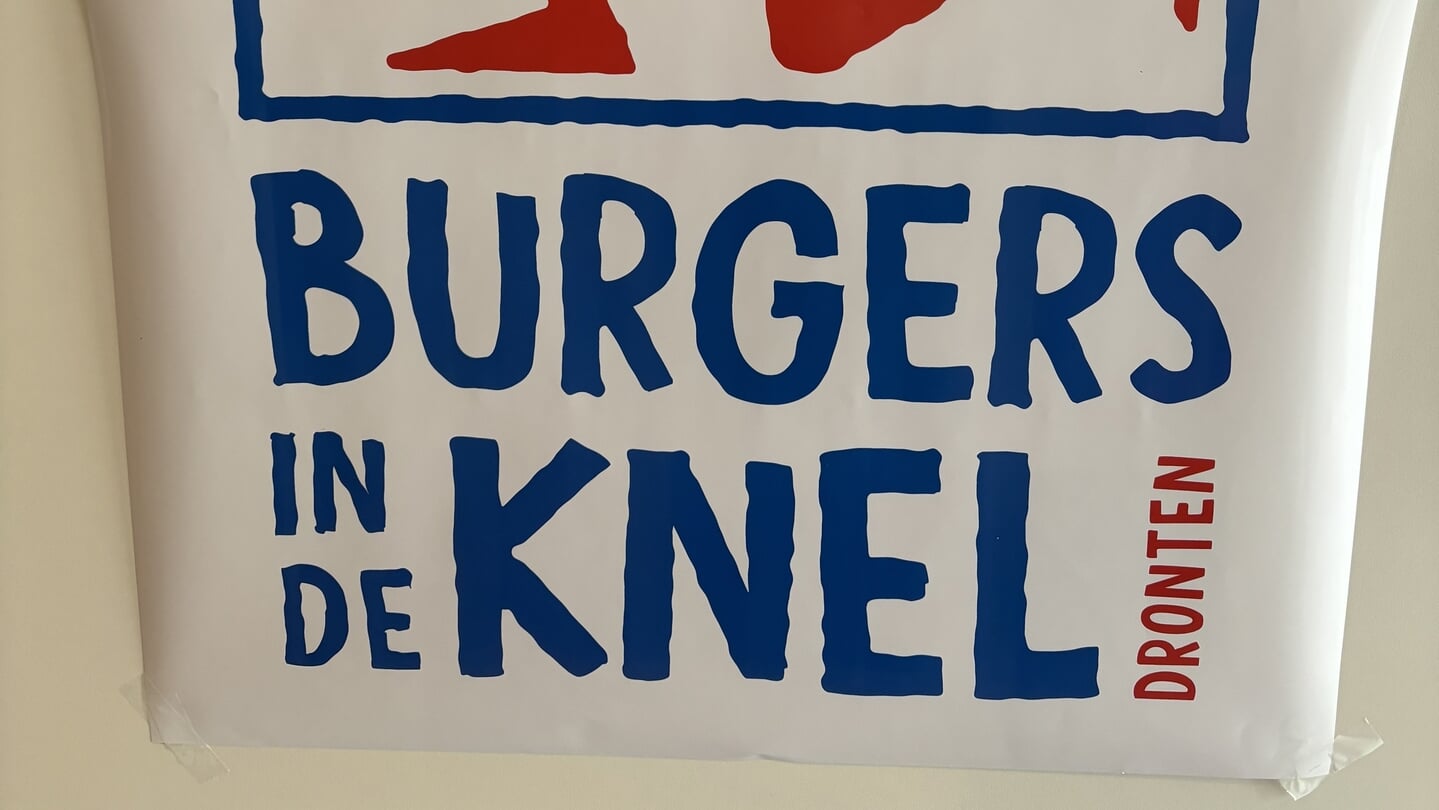 BURGERS
IN
DE
KNEL
DRONTEN